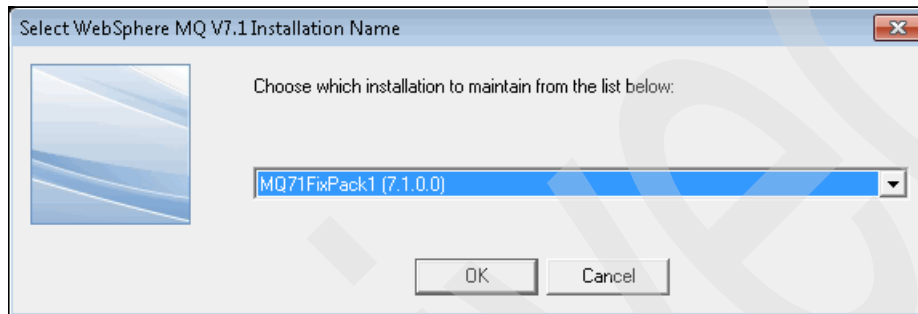 Select WebSphere MQ V7.1 Installation Name
Choose which installation to maintain from the list below:
MQ71FixPack1 (7.1.0.0)
OK
Cancel